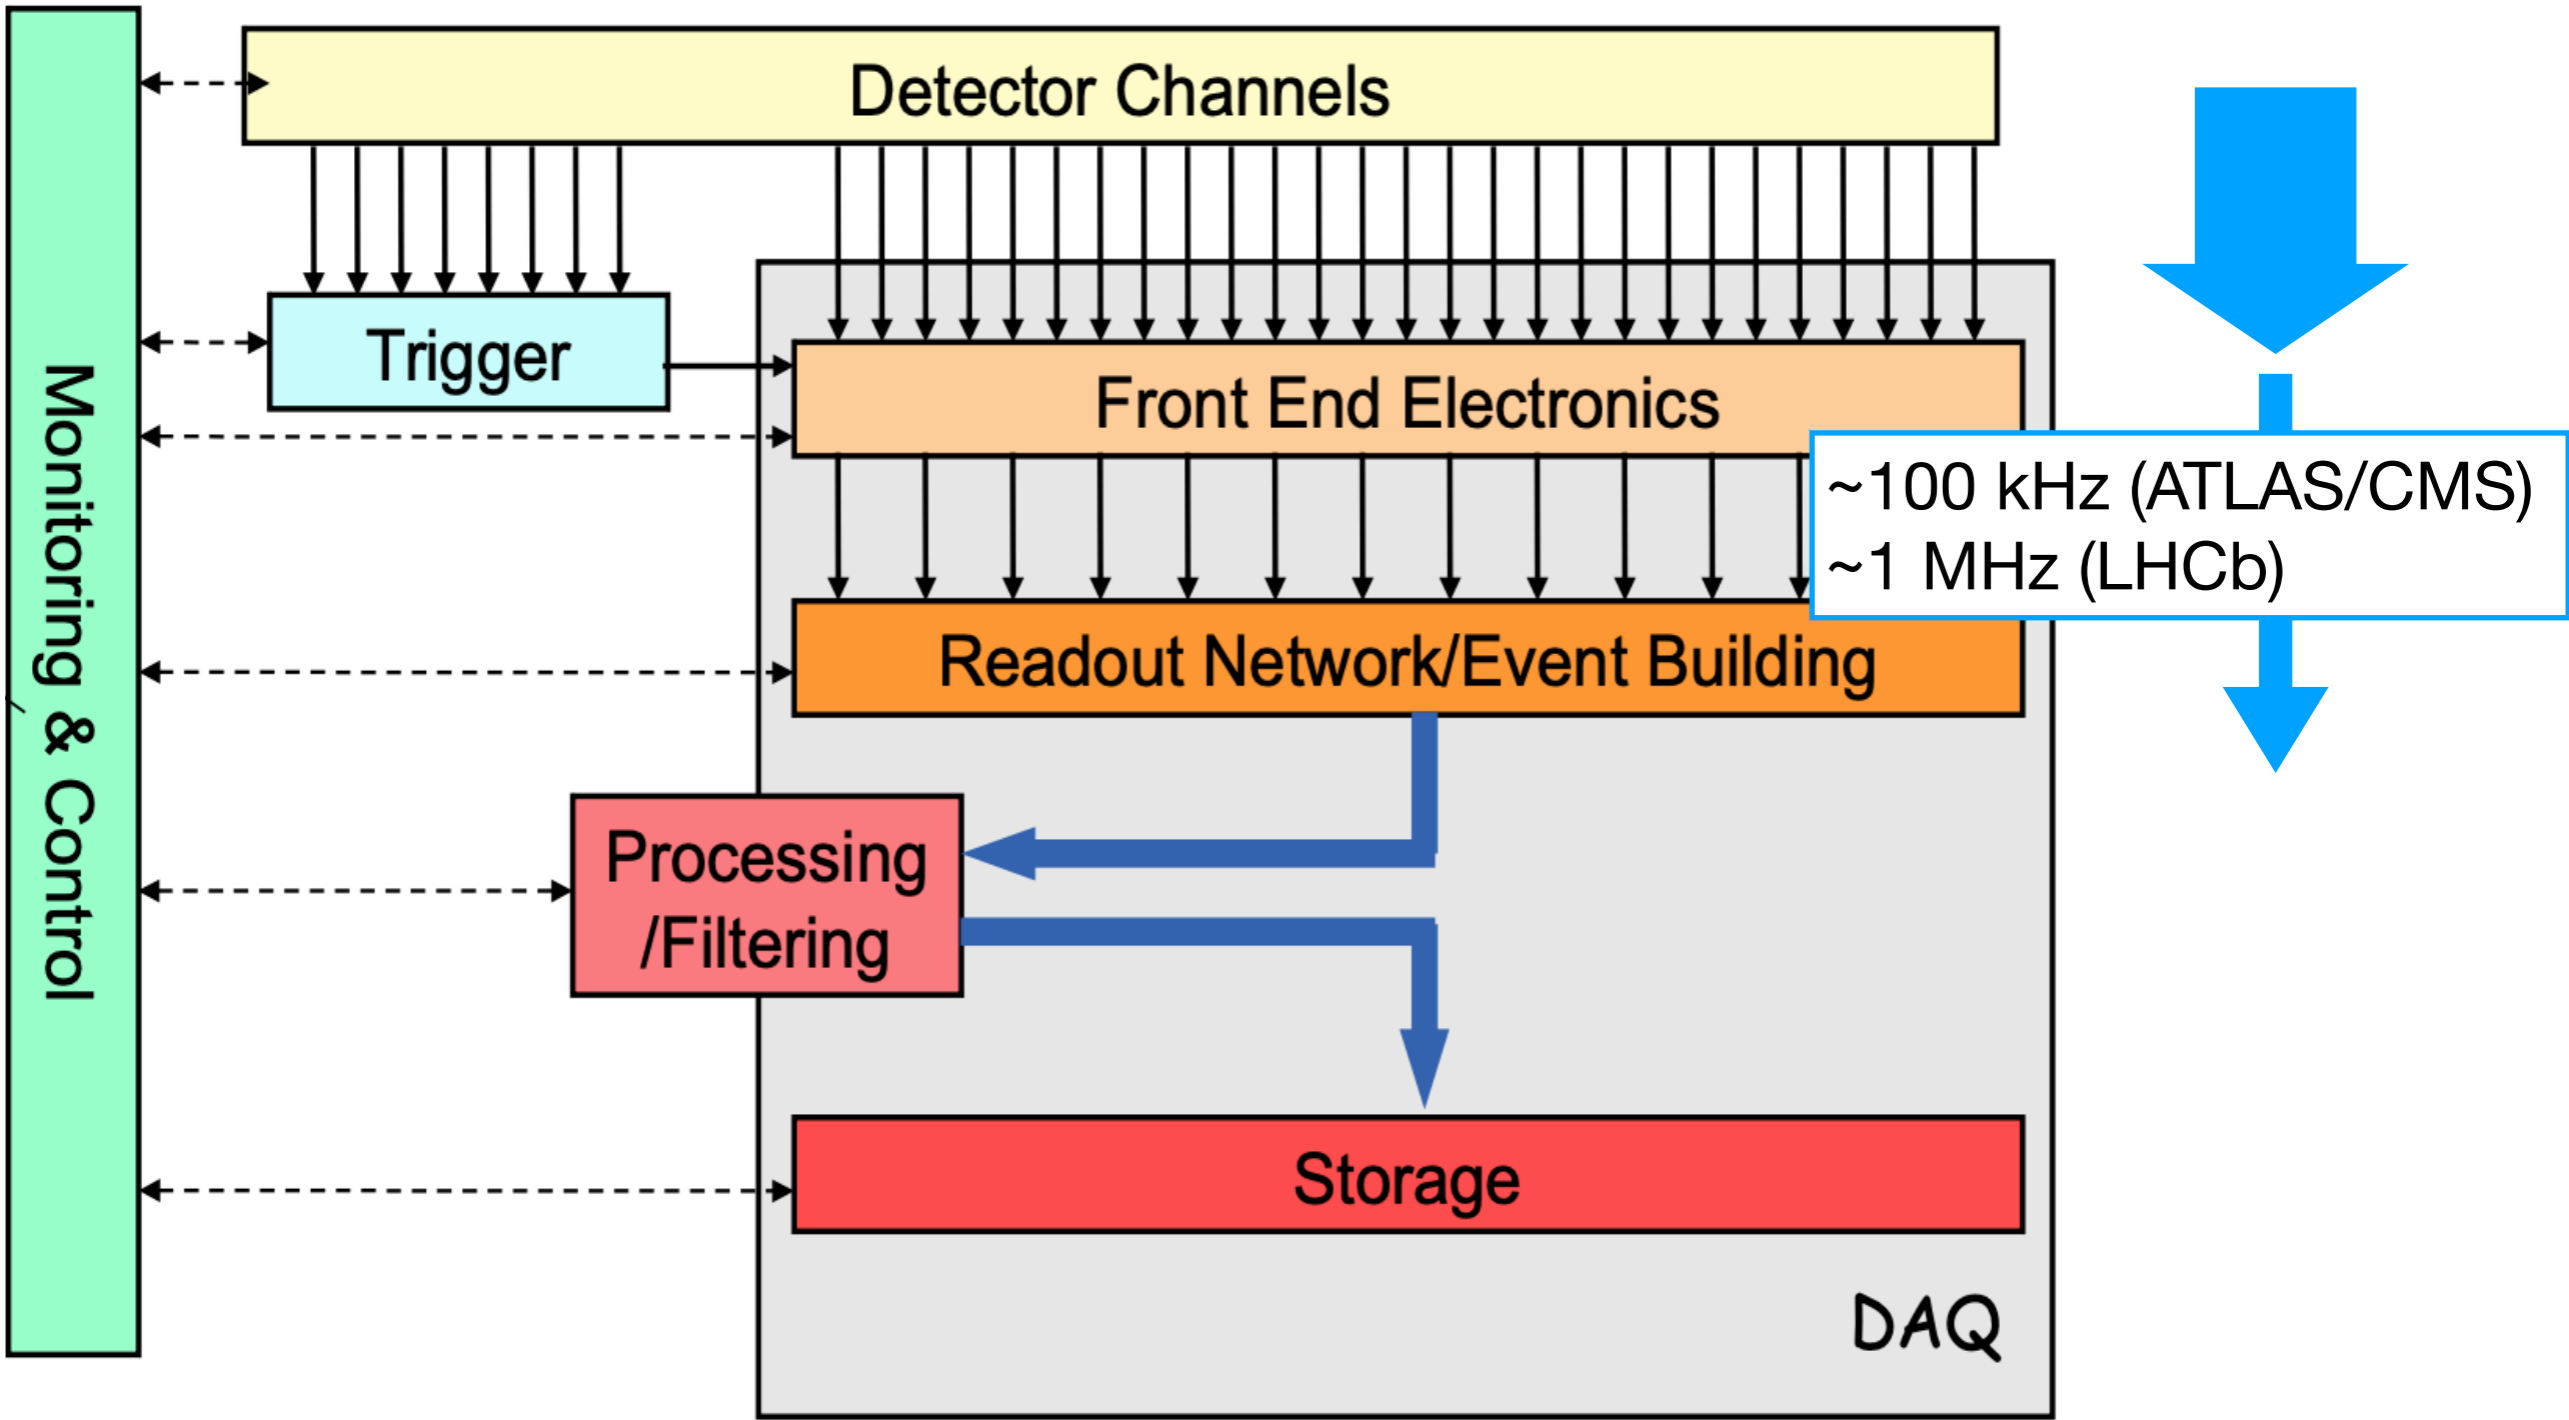 Detector Channels
Trigger
Front End Electronics
~100 kHz (ATLAS/CMS)
~1 MHz (LHCb)
Readout Network/Event Building
Monitoring & Control
Processing
/Filtering
Storage
DAQ